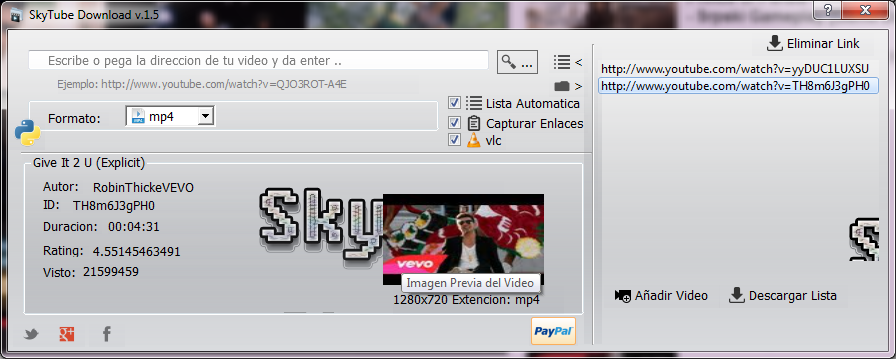 SkyTube Download v.1.5
Escribe o pega la direccion de tu video y da enter ..
...
<
Ejemplo: http://www.youtube.com/watch?v=QJO3ROT-A4E
>
Formato:
mp4
Lista Automatica
Capturar Enlaces
vlc
Give It 2 U (Explicit)
Autor: RobinThickeVEVO
ID: TH8m6J3gPH0
Duracion: 00:04:31
Rating: 4.55145463491
Visto: 21599459
Sky
vevo
Imagen Previa del Video
1280x720 Extencion: mp4
PayPal
Eliminar Link
http://www.youtube.com/watch?v=yyDUC1LUXSU
http://www.youtube.com/watch?v=TH8m6J3gPH0
Añadir Video
Descargar Lista